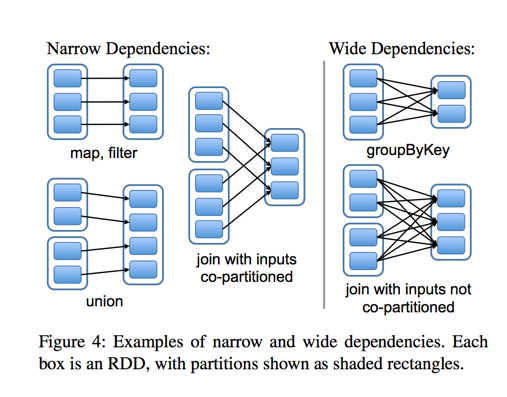 Narrow Dependencies:
map, filter
union
join with inputs
co-partitioned
Wide Dependencies:
groupByKey
join with inputs not
co-partitioned
Figure 4: Examples of narrow and wide dependencies. Each
box is an RDD, with partitions shown as shaded rectangles.